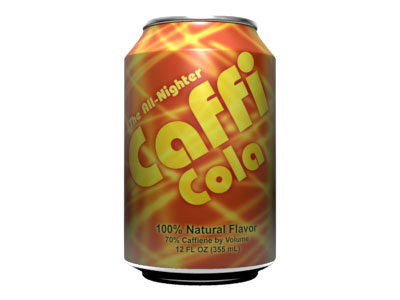 The All-Nighter
Caffi
Cola
100% Natural Flavor
70% Caffiene by Volume
12 FL OZ (355 mL)